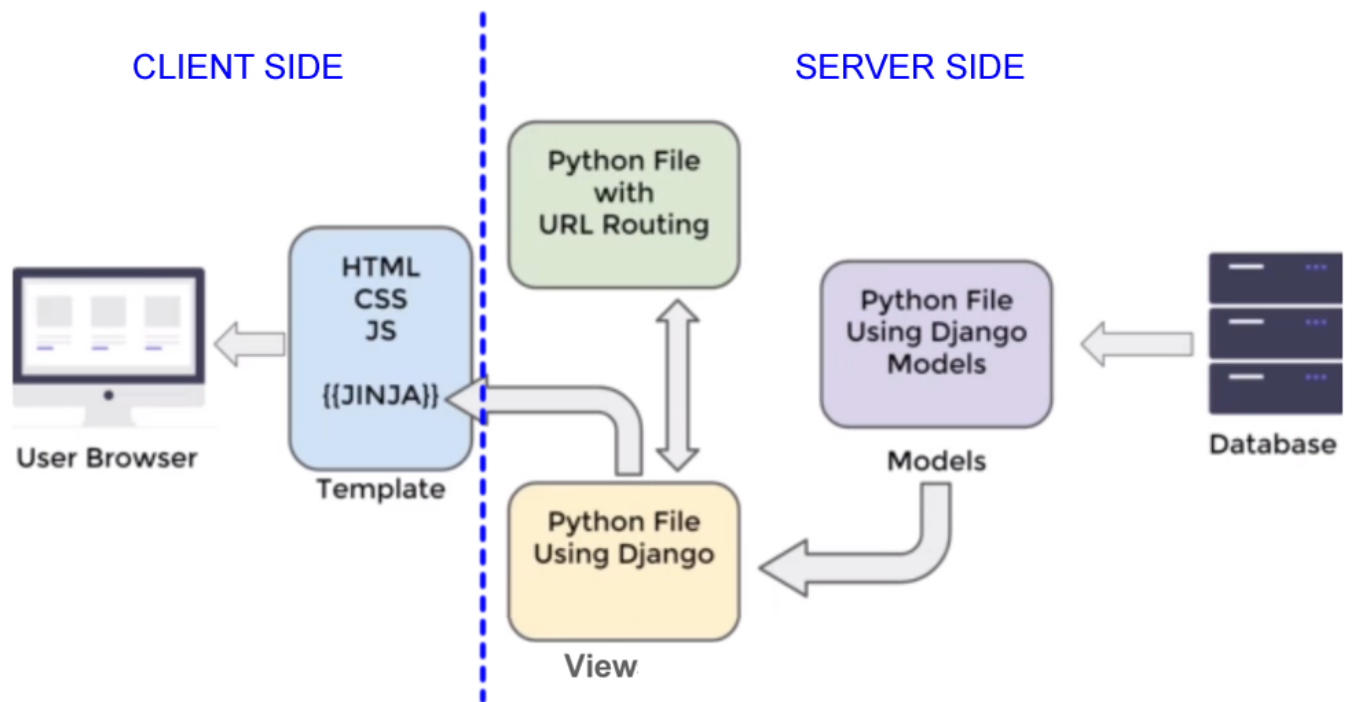 CLIENT SIDE
SERVER SIDE
Python File
with
URL Routing
HTML
CSS
JS
{{JINJA}}
Template
User Browser
Python File
Using Django
Models
Models
Database
Python File
Using Django
View